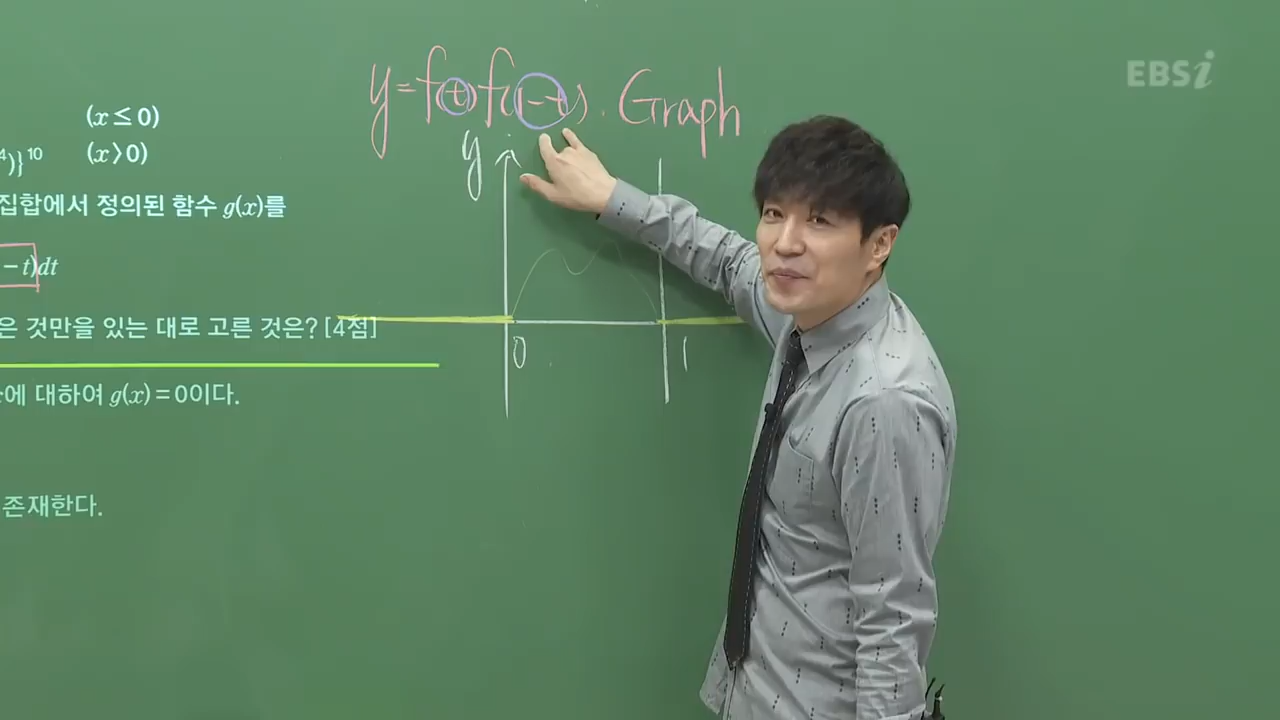 y=f(t)f(1-t). Graph
EBSi
(x≤0)
⁴)}¹⁰ (x>0)
집합에서 정의된 함수 g(x)를
-t)dt
은 것만을 있는 대로 고른 것은? [4점]
에 대하여 g(x)=0이다.
존재한다.
y
0 1